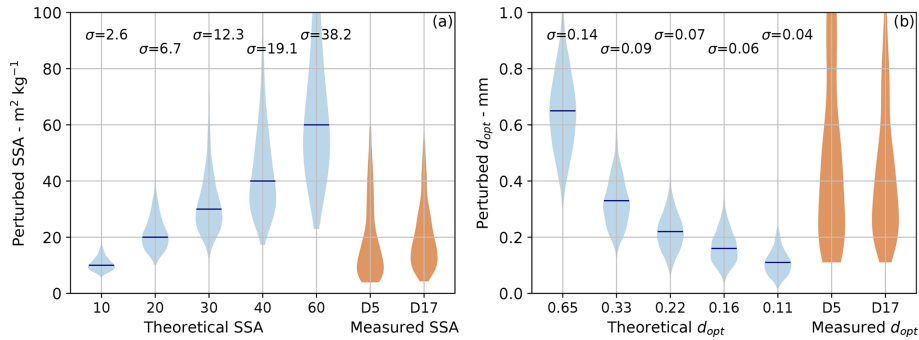 (a)
100
80
60
40
20
0
Perturbed SSA - m² kg⁻¹
σ=2.6
σ=6.7
σ=12.3
σ=19.1
σ=38.2
10 20 30 40 60 D5 D17
Theoretical SSA Measured SSA
(b)
1.0
0.8
0.6
0.4
0.2
0.0
Perturbed dopt - mm
σ=0.14
σ=0.09
σ=0.07
σ=0.06
σ=0.04
0.65 0.33 0.22 0.16 0.11 D5 D17
Theoretical dopt Measured dopt